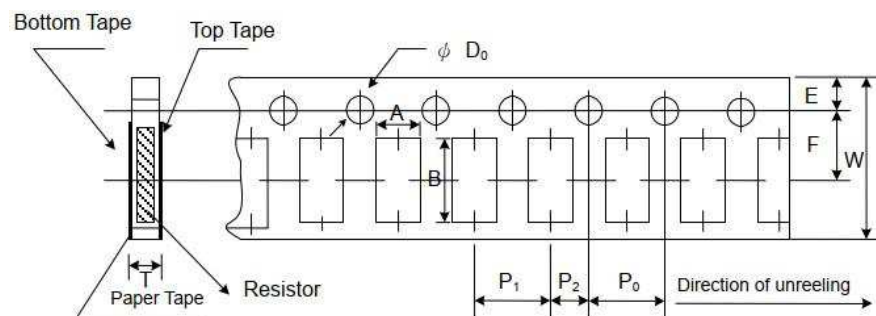 Bottom Tape
Top Tape
ϕ D₀
A
E
F
W
B
T
Paper Tape
Resistor
P₁
P₂
P₀
Direction of unreeling